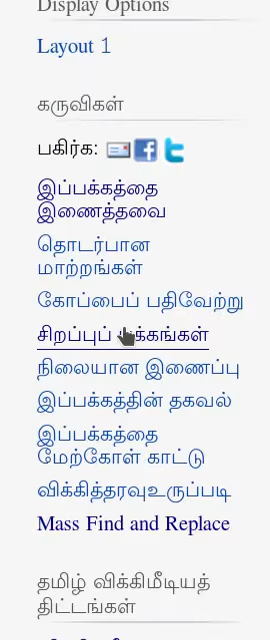 Display Options
Layout 1
கருவிகள்
பகிர்க:
இப்பக்கத்தை
இணைத்தவை
தொடர்பான
மாற்றங்கள்
கோப்பைப் பதிவேற்று
சிறப்புப் பக்கங்கள்
நிலையான இணைப்பு
இப்பக்கத்தின் தகவல்
இப்பக்கத்தை
மேற்கோள் காட்டு
விக்கித்தரவுஉருப்படி
Mass Find and Replace
தமிழ் விக்கிமீடியத்
திட்டங்கள்